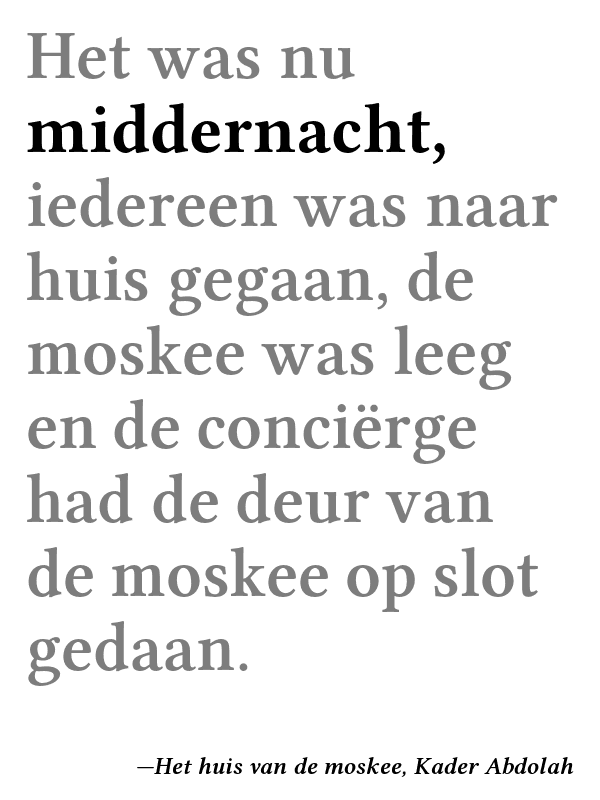 Het was nu
middernacht,
iedereen was naar
huis gegaan, de
moskee was leeg
en de conciërge
had de deur van
de moskee op slot
gedaan.
—Het huis van de moskee, Kader Abdolah